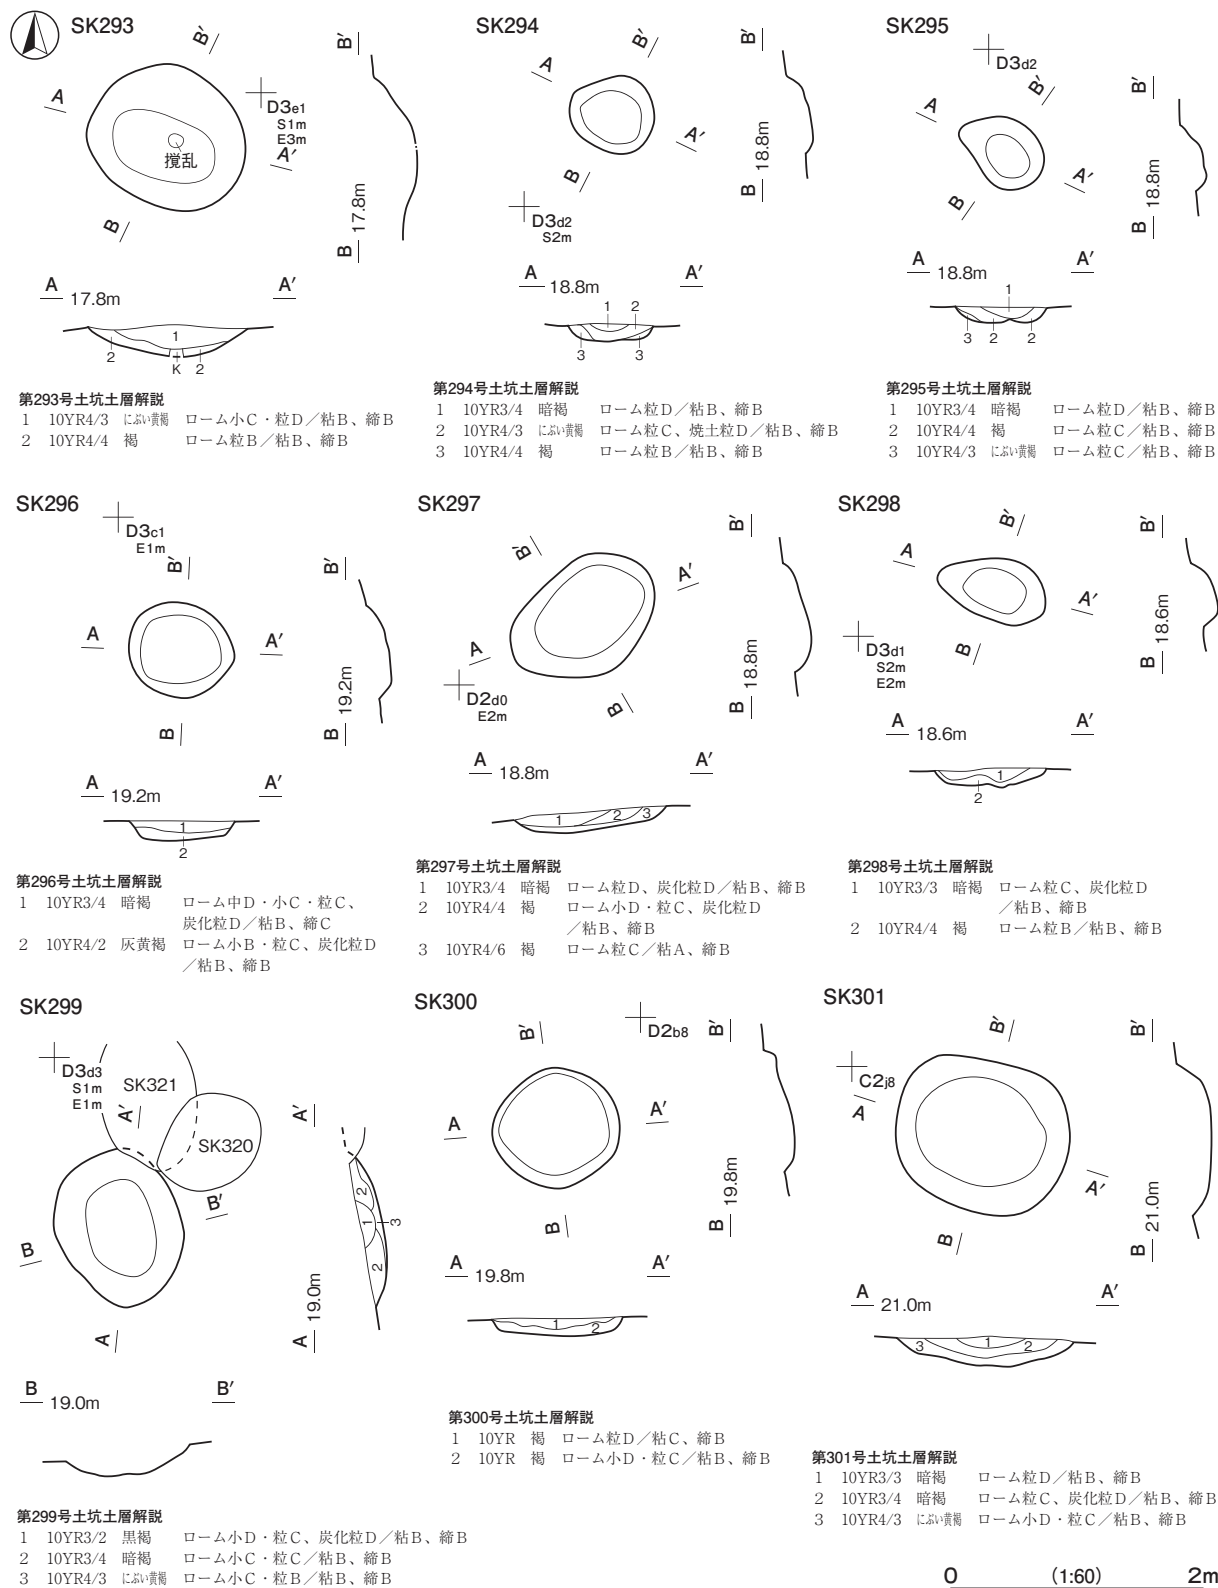 SK293
B′
A
D3e1
S1m
E3m
A′
攪乱
B
B′
B
17.8m
A
17.8m
A′
1
2
K
2
第293号土坑土層解説
1 10YR4/3 にぶい黄褐 ローム小C・粒D／粘B、締B
2 10YR4/4 褐 ローム粒B／粘B、締B
SK294
B′
A
A′
B
D3d2
S2m
B′
B
18.8m
A
18.8m
A′
1
2
3
3
第294号土坑土層解説
1 10YR3/4 暗褐 ローム粒D／粘B、締B
2 10YR4/3 にぶい黄褐 ローム粒C、焼土粒D／粘B、締B
3 10YR4/4 褐 ローム粒B／粘B、締B
SK295
D3d2
B′
A
A′
B
B′
B
18.8m
A
18.8m
A′
1
3
2
2
第295号土坑土層解説
1 10YR3/4 暗褐 ローム粒D／粘B、締B
2 10YR4/4 褐 ローム粒C／粘B、締B
3 10YR4/3 にぶい黄褐 ローム粒C／粘B、締B
SK296
D3c1
E1m
B′
A
A′
B
B′
B
19.2m
A
19.2m
A′
1
2
第296号土坑土層解説
1 10YR3/4 暗褐 ローム中D・小C・粒C、
炭化粒D／粘B、締C
2 10YR4/2 灰黄褐 ローム小B・粒C、炭化粒D
／粘B、締B
SK297
B′
A′
A
D2d0
E2m
B
B′
B
18.8m
A
18.8m
A′
1
2
3
第297号土坑土層解説
1 10YR3/4 暗褐 ローム粒D、炭化粒D／粘B、締B
2 10YR4/4 褐 ローム小D・粒C、炭化粒D
／粘B、締B
3 10YR4/6 褐 ローム粒C／粘A、締B
SK298
B′
A
A′
D3d1
S2m
E2m
B
B′
B
18.6m
A
18.6m
A′
1
2
第298号土坑土層解説
1 10YR3/3 暗褐 ローム粒C、炭化粒D
／粘B、締B
2 10YR4/4 褐 ローム粒B／粘B、締B
SK299
D3d3
S1m
E1m
SK321
A′
SK320
B′
B
A
A′
2
1
3
2
A
19.0m
B
19.0m
B′
第299号土坑土層解説
1 10YR3/2 黒褐 ローム小D・粒C、炭化粒D／粘B、締B
2 10YR3/4 暗褐 ローム小C・粒C／粘B、締B
3 10YR4/3 にぶい黄褐 ローム小C・粒B／粘B、締B
SK300
B′
D2b8
A
A′
B
B′
B
19.8m
A
19.8m
A′
1
2
第300号土坑土層解説
1 10YR 褐 ローム粒D／粘C、締B
2 10YR 褐 ローム小D・粒C／粘B、締B
SK301
B′
C2j8
A
A′
B
B′
B
21.0m
A
21.0m
A′
3
1
2
第301号土坑土層解説
1 10YR3/3 暗褐 ローム粒D／粘B、締B
2 10YR3/4 暗褐 ローム粒C、炭化粒D／粘B、締B
3 10YR4/3 にぶい黄褐 ローム小D・粒C／粘B、締B
0 (1:60) 2m